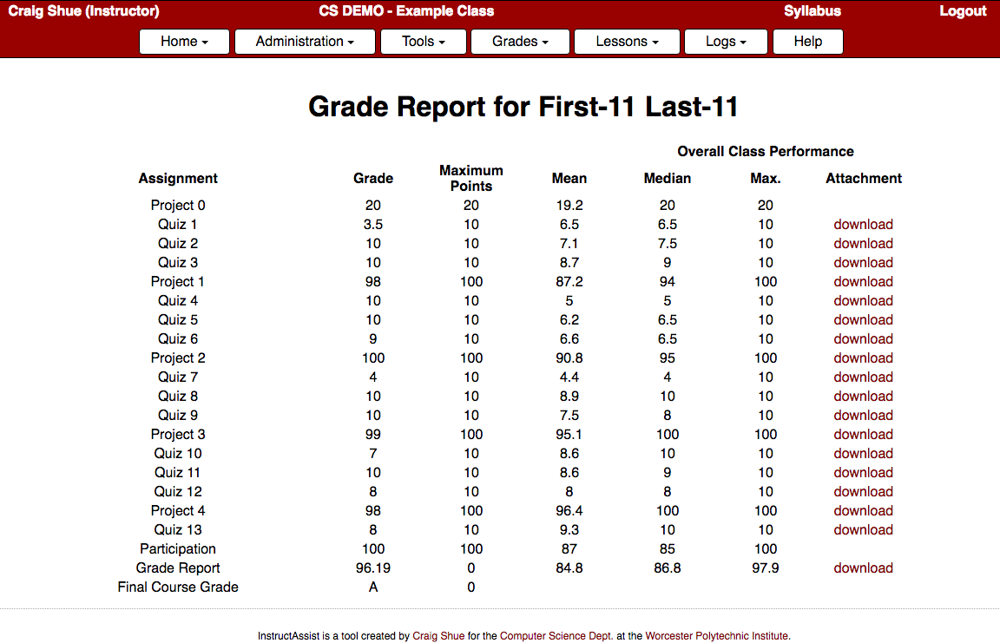 Craig Shue (Instructor) CS DEMO - Example Class Syllabus Logout
Home Administration Tools Grades Lessons Logs Help
Grade Report for First-11 Last-11
Overall Class Performance
Assignment Grade Maximum Points Mean Median Max. Attachment
Project 0 20 20 19.2 20 20
Quiz 1 3.5 10 6.5 6.5 10 download
Quiz 2 10 10 7.1 7.5 10 download
Quiz 3 10 10 8.7 9 10 download
Project 1 98 100 87.2 94 100 download
Quiz 4 10 10 5 5 10 download
Quiz 5 10 10 6.2 6.5 10 download
Quiz 6 9 10 6.6 6.5 10 download
Project 2 100 100 90.8 95 100 download
Quiz 7 4 10 4.4 4 10 download
Quiz 8 10 10 8.9 10 10 download
Quiz 9 10 10 7.5 8 10 download
Project 3 99 100 95.1 100 100 download
Quiz 10 7 10 8.6 10 10 download
Quiz 11 10 10 8.6 9 10 download
Quiz 12 8 10 8 8 10 download
Project 4 98 100 96.4 100 100 download
Quiz 13 8 10 9.3 10 10 download
Participation 100 100 87 85 100
Grade Report 96.19 0 84.8 86.8 97.9 download
Final Course Grade A 0
InstructAssist is a tool created by Craig Shue for the Computer Science Dept. at the Worcester Polytechnic Institute.